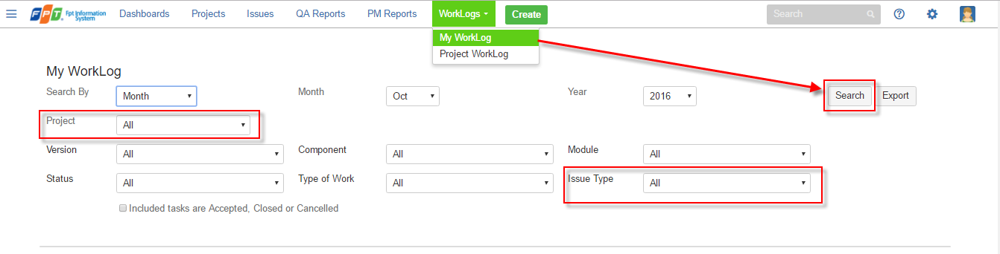 FPT. Fpt Information System Dashboards Projects Issues QA Reports PM Reports WorkLogs Create Search
My WorkLog
Project WorkLog
My WorkLog
Search By Month Month Oct Year 2016 Search Export
Project All
Version All Component All Module All
Status All Type of Work All Issue Type All
Included tasks are Accepted, Closed or Cancelled